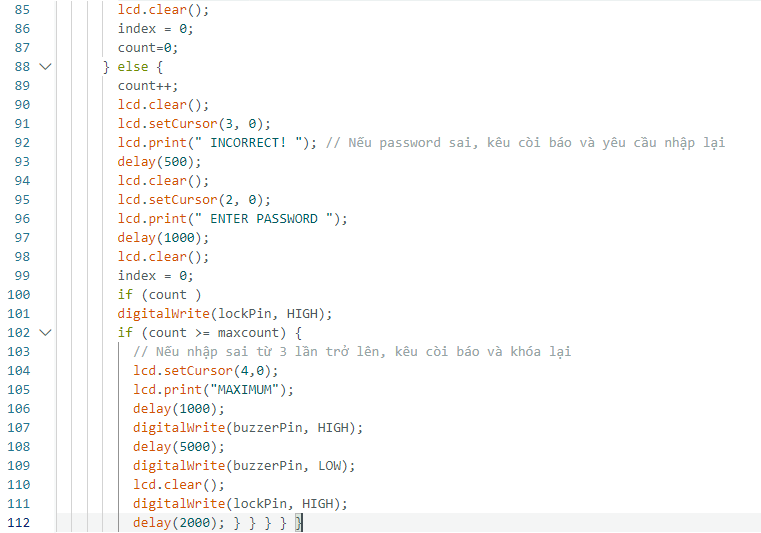 85 lcd.clear();
86 index = 0;
87 count=0;
88 } else {
89 count++;
90 lcd.clear();
91 lcd.setCursor(3, 0);
92 lcd.print(" INCORRECT! "); // Nếu password sai, kêu còi báo và yêu cầu nhập lại
93 delay(500);
94 lcd.clear();
95 lcd.setCursor(2, 0);
96 lcd.print(" ENTER PASSWORD ");
97 delay(1000);
98 lcd.clear();
99 index = 0;
100 if (count )
101 digitalWrite(lockPin, HIGH);
102 if (count >= maxcount) {
103 // Nếu nhập sai từ 3 lần trở lên, kêu còi báo và khóa lại
104 lcd.setCursor(4,0);
105 lcd.print("MAXIMUM");
106 delay(1000);
107 digitalWrite(buzzerPin, HIGH);
108 delay(5000);
109 digitalWrite(buzzerPin, LOW);
110 lcd.clear();
111 digitalWrite(lockPin, HIGH);
112 delay(2000); } } } } }